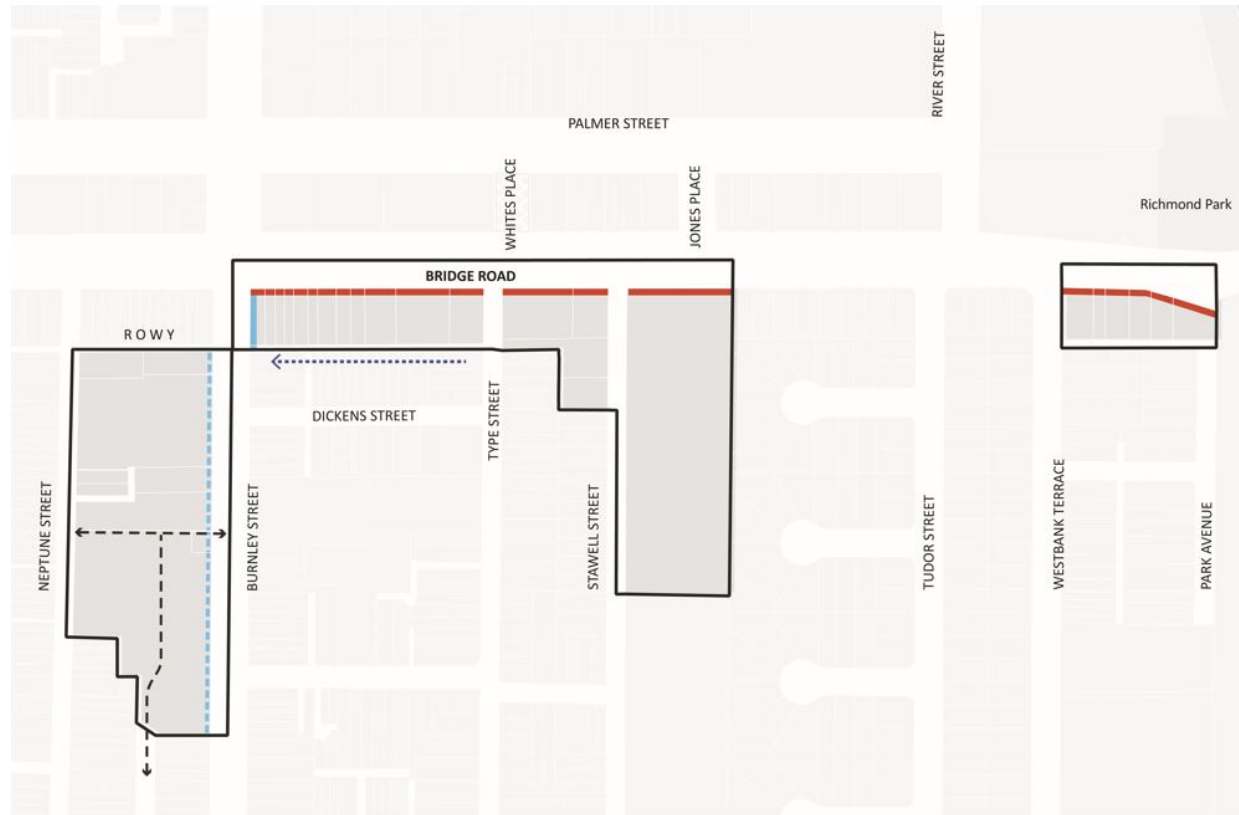 RIVER STREET
PALMER STREET
WHITES PLACE
JONES PLACE
Richmond Park
BRIDGE ROAD
ROWY
DICKENS STREET
TYPE STREET
NEPTUNE STREET
BURNLEY STREET
STAWELL STREET
TUDOR STREET
WESTBANK TERRACE
PARK AVENUE